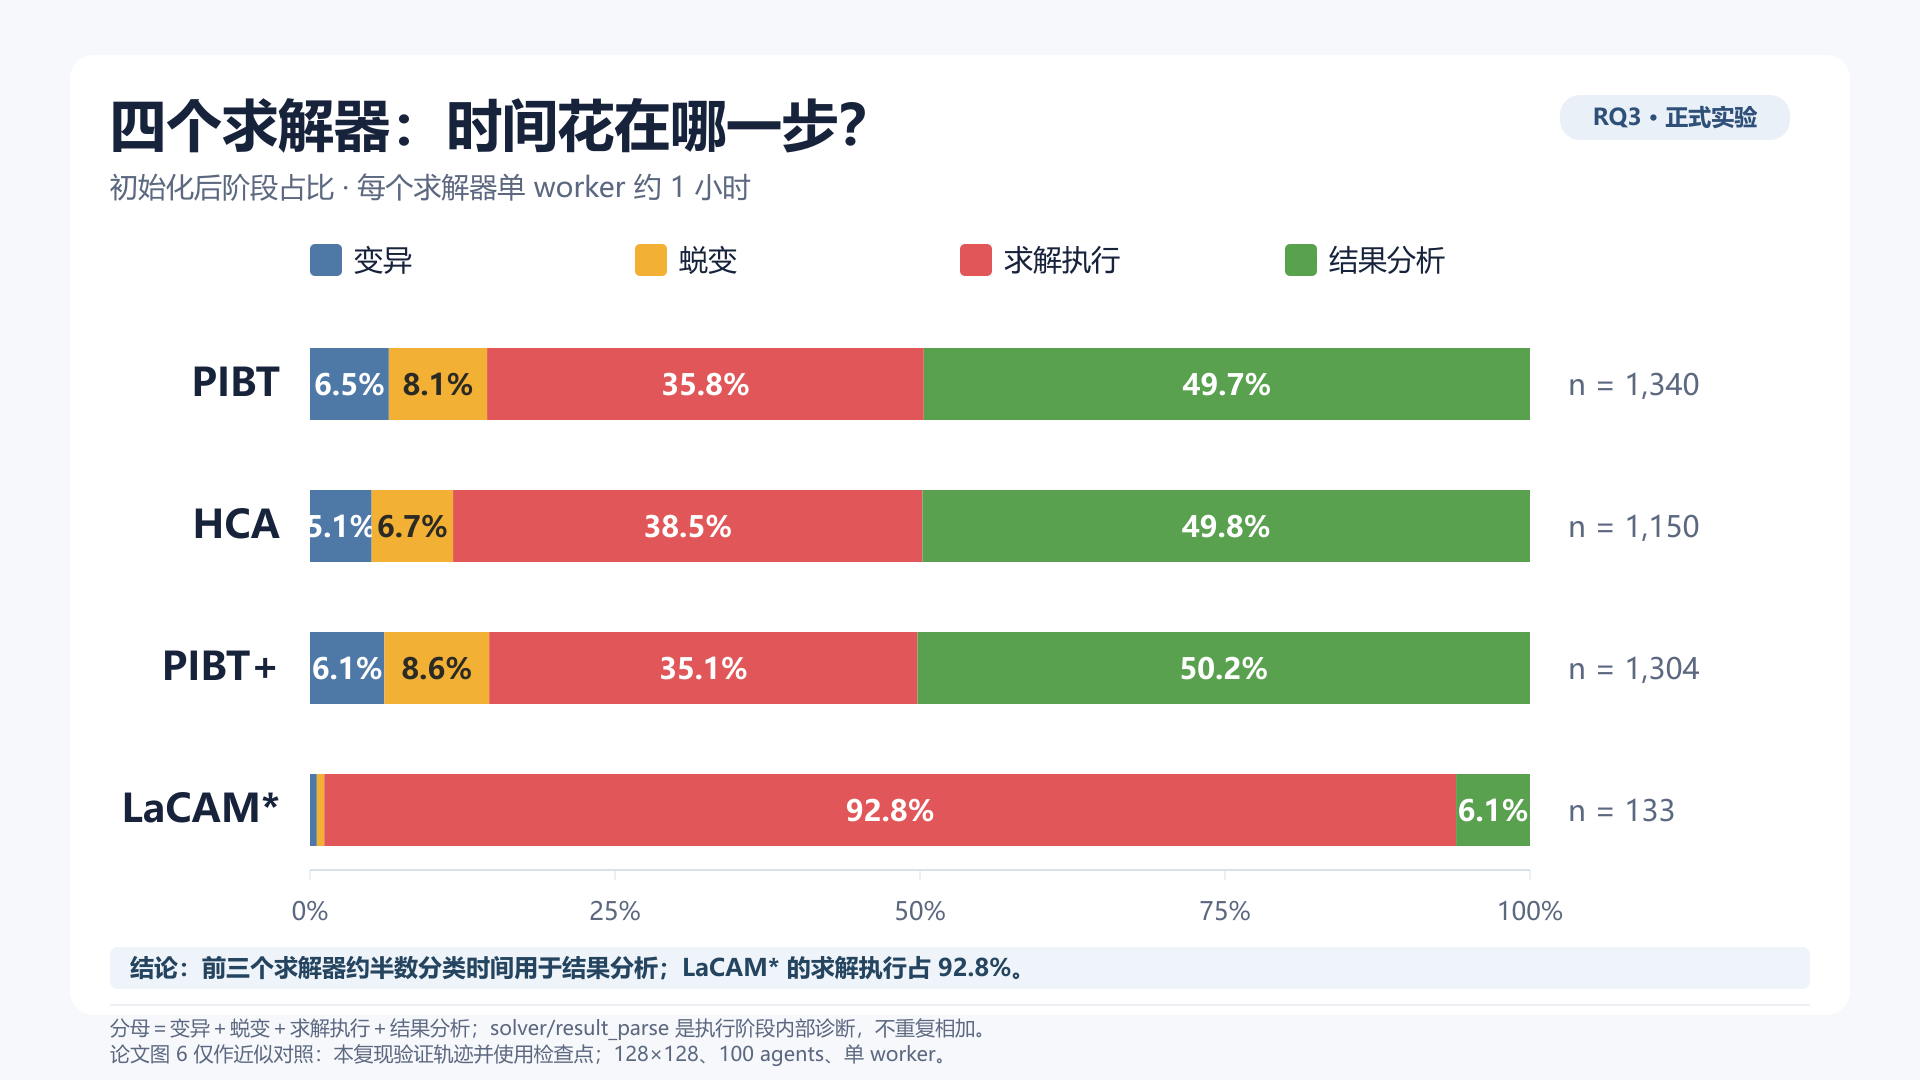 四个求解器：时间花在哪一步？
RQ3 • 正式实验
初始化后阶段占比 · 每个求解器单 worker 约 1 小时
变异 蜕变 求解执行 结果分析
PIBT 6.5% 8.1% 35.8% 49.7% n = 1,340
HCA 5.1% 6.7% 38.5% 49.8% n = 1,150
PIBT+ 6.1% 8.6% 35.1% 50.2% n = 1,304
LaCAM* 92.8% 6.1% n = 133
0% 25% 50% 75% 100%
结论：前三个求解器约半数分类时间用于结果分析；LaCAM* 的求解执行占 92.8%。
分母＝变异＋蜕变＋求解执行＋结果分析；solver/result_parse 是执行阶段内部诊断，不重复相加。
论文图 6 仅作近似对照：本复现验证轨迹并使用检查点；128×128、100 agents、单 worker。